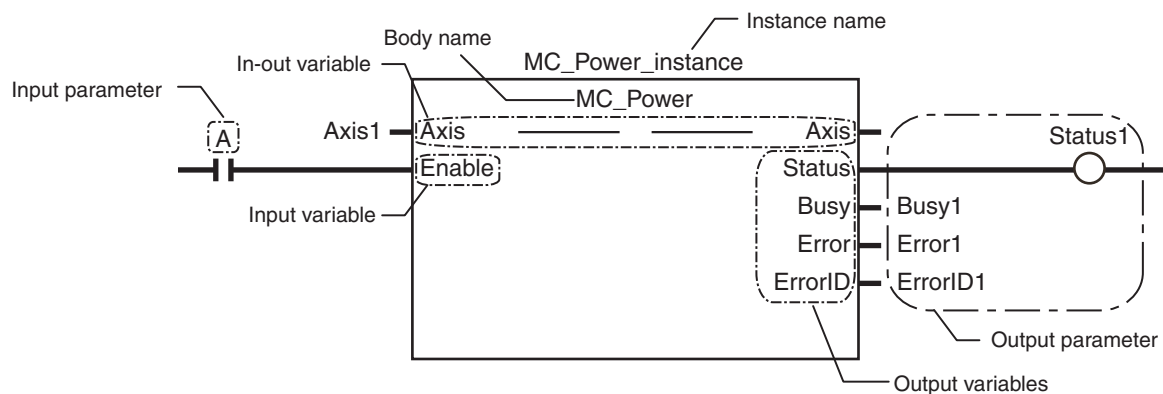 Instance name
Body name
MC_Power_instance
In-out variable
MC_Power
Input parameter
A
Axis1
Axis
Axis
Status1
Enable
Status
Input variable
Busy
Busy1
Error
Error1
ErrorID
ErrorID1
Output parameter
Output variables